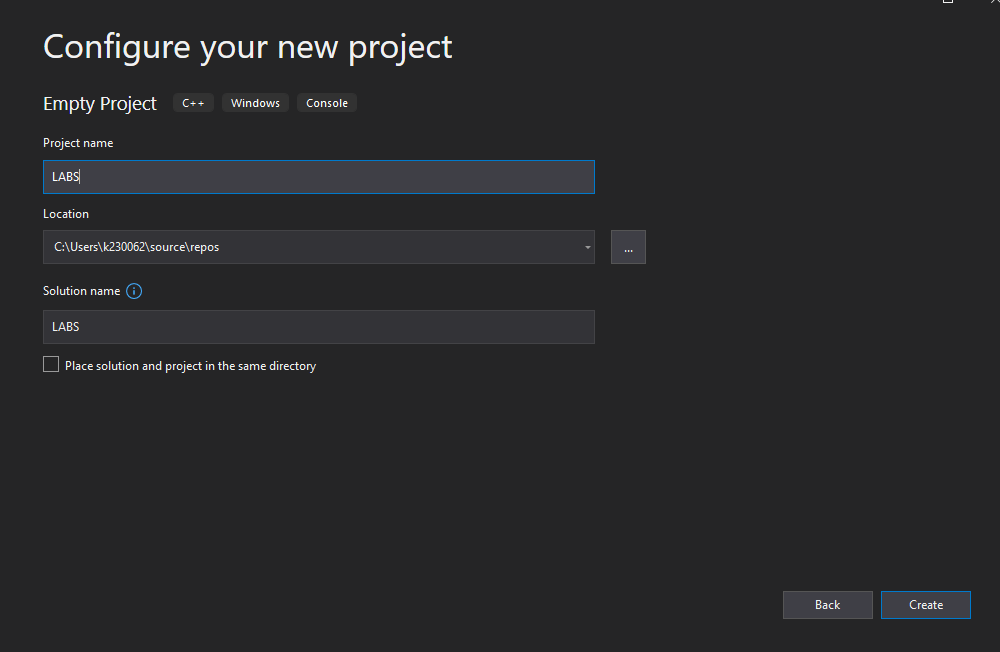 Configure your new project
Empty Project C++ Windows Console
Project name
LABS
Location
C:\Users\k230062\source\repos
...
Solution name
LABS
Place solution and project in the same directory
Back Create